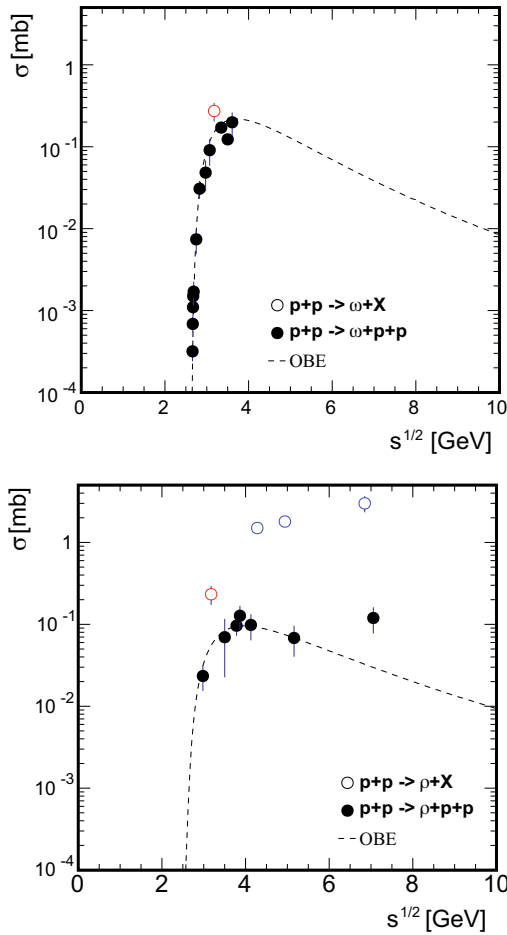 σ [mb]
1
10⁻¹
10⁻²
10⁻³
10⁻⁴
p+p -> ω+X
p+p -> ω+p+p
OBE
0 2 4 6 8 10
s^{1/2} [GeV]
σ [mb]
1
10⁻¹
10⁻²
10⁻³
10⁻⁴
p+p -> ρ+X
p+p -> ρ+p+p
OBE
0 2 4 6 8 10
s^{1/2} [GeV]